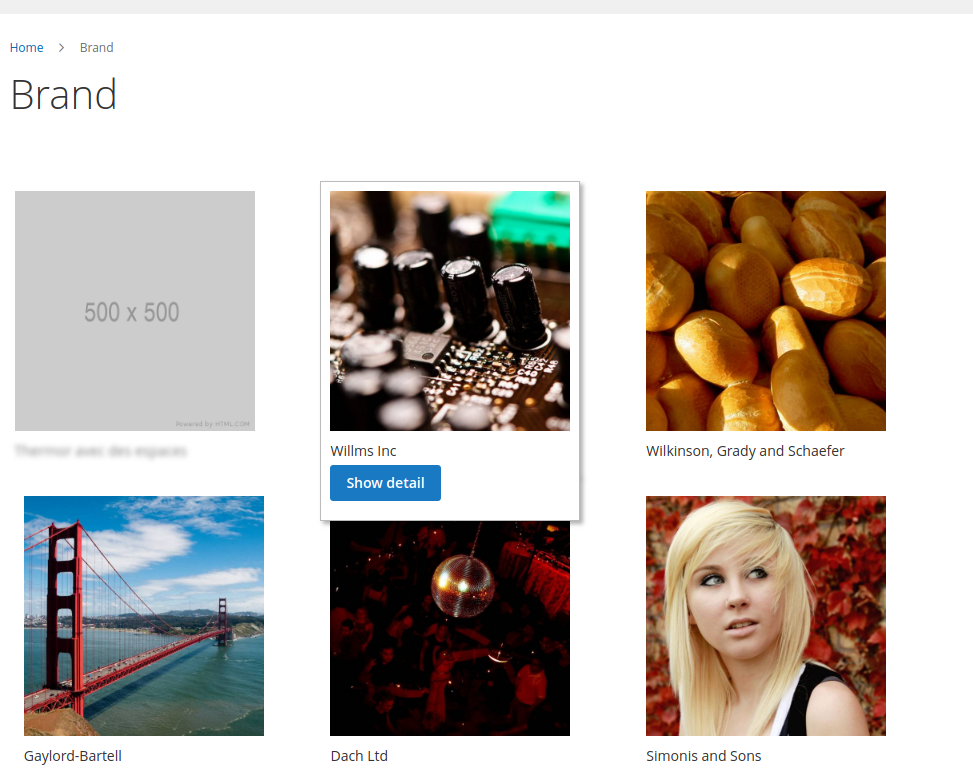 Home > Brand
Brand
500 x 500
Powered by HTML.COM
Willms Inc
Show detail
Wilkinson, Grady and Schaefer
Thermor avec des espaces
Gaylord-Bartell
Dach Ltd
Simonis and Sons